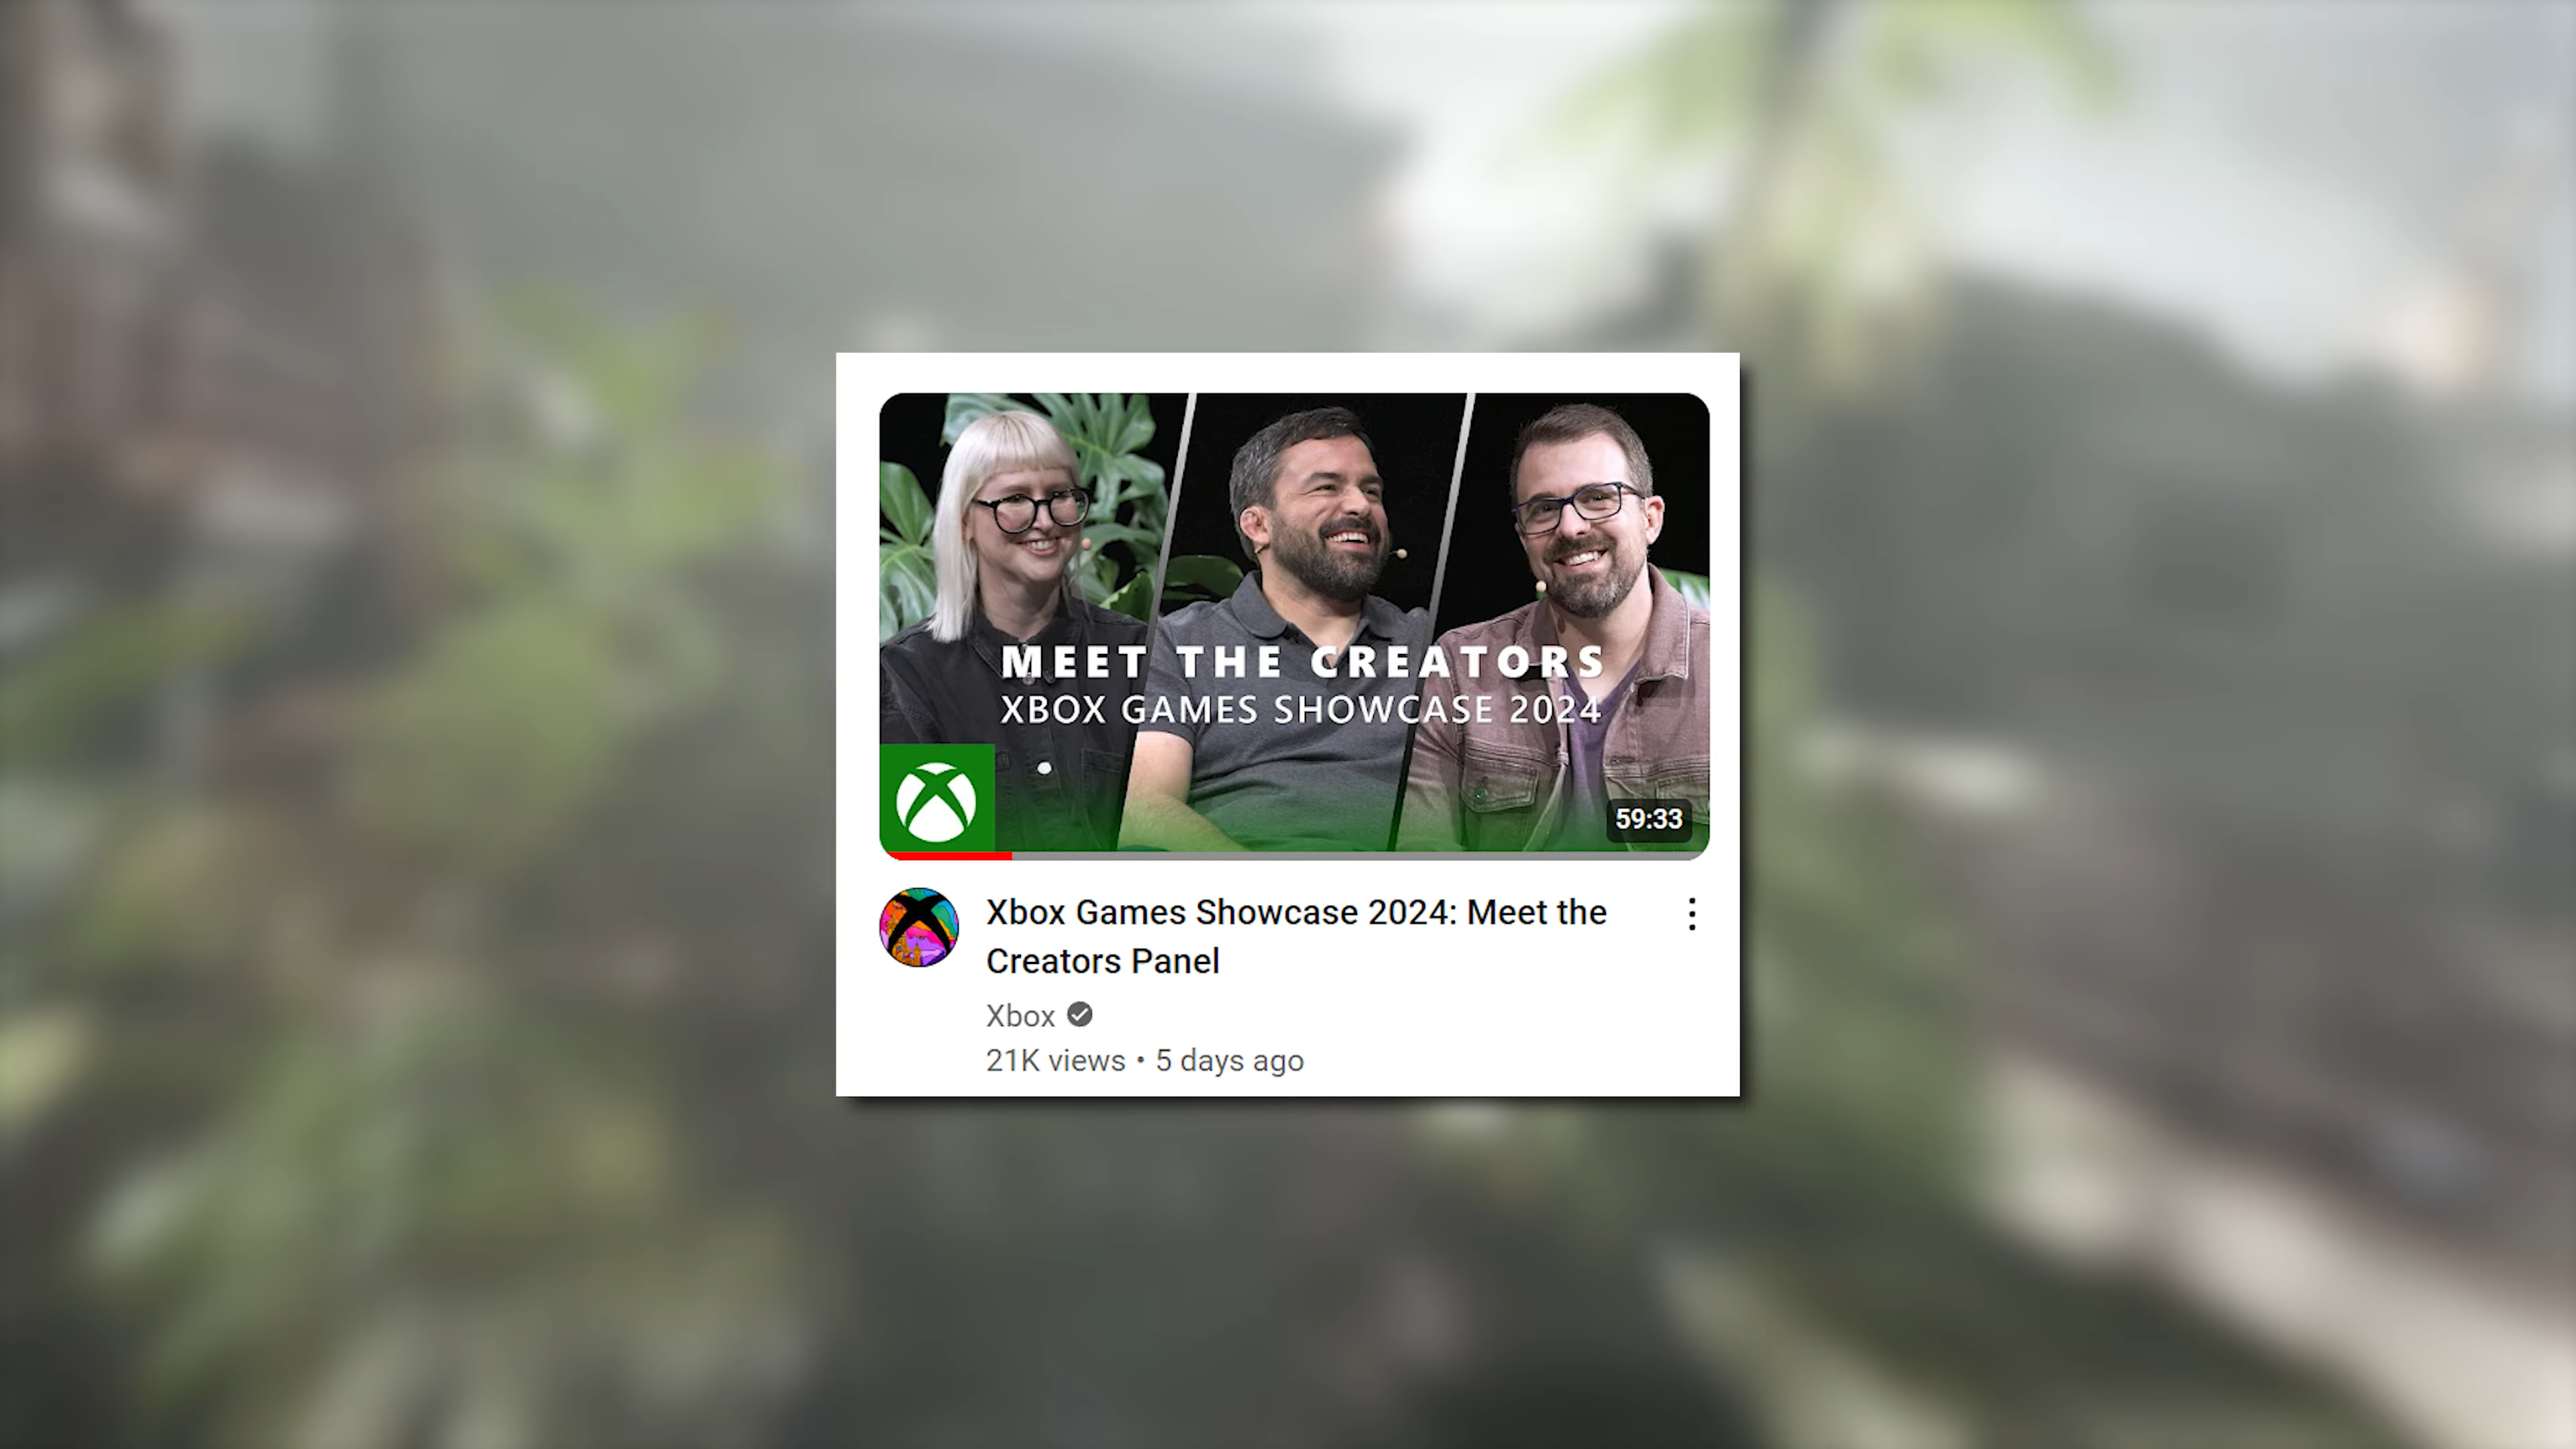 MEET THE CREATORS
XBOX GAMES SHOWCASE 2024
59:33
Xbox Games Showcase 2024: Meet the
Creators Panel
Xbox
21K views • 5 days ago